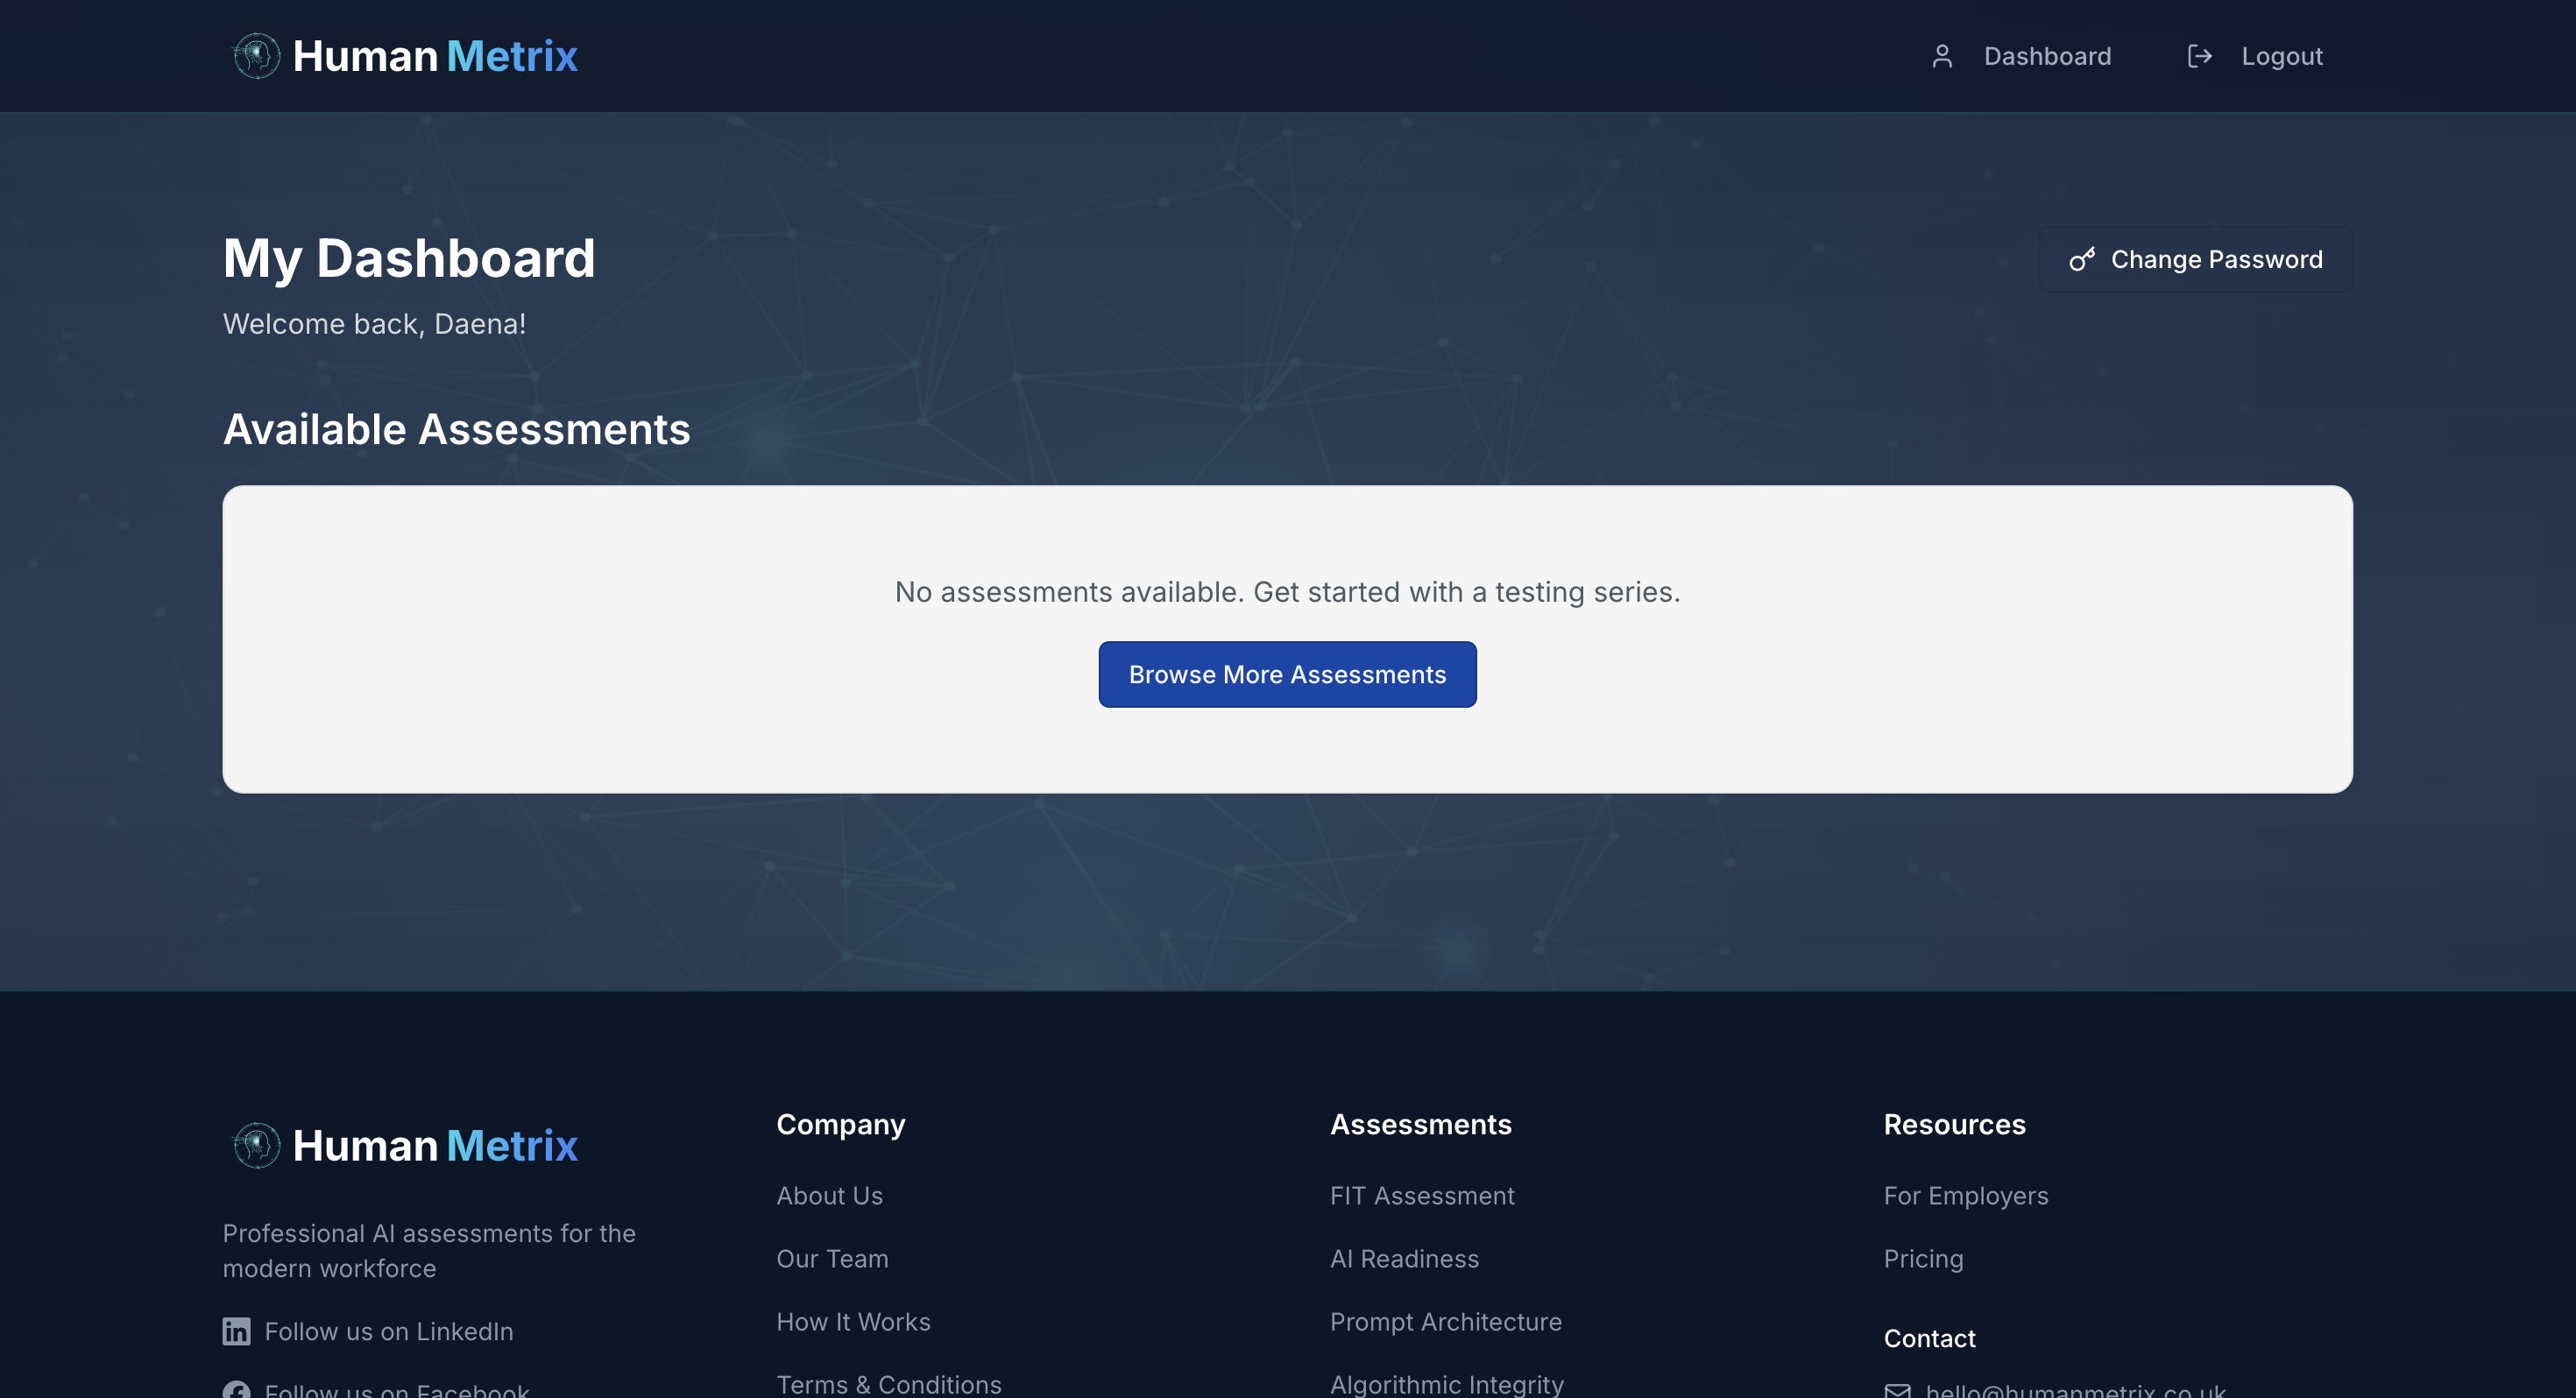 Human Metrix
Dashboard
Logout
My Dashboard
Change Password
Welcome back, Daena!
Available Assessments
No assessments available. Get started with a testing series.
Browse More Assessments
Human Metrix
Professional AI assessments for the
modern workforce
Follow us on LinkedIn
Follow us on Facebook
Company
About Us
Our Team
How It Works
Terms & Conditions
Assessments
FIT Assessment
AI Readiness
Prompt Architecture
Algorithmic Integrity
Resources
For Employers
Pricing
Contact
hello@humanmetrix.co.uk